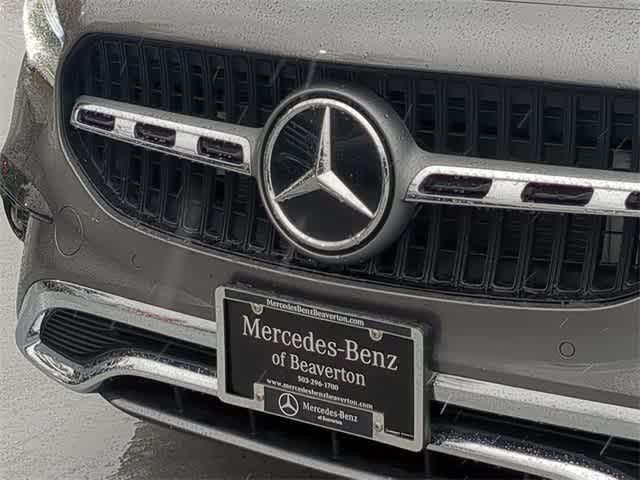 MercedesBenzBeaverton.com
Mercedes-Benz
of Beaverton
503-296-1700
www.mercedesbenzbeaverton.com
Mercedes-Benz
of Beaverton